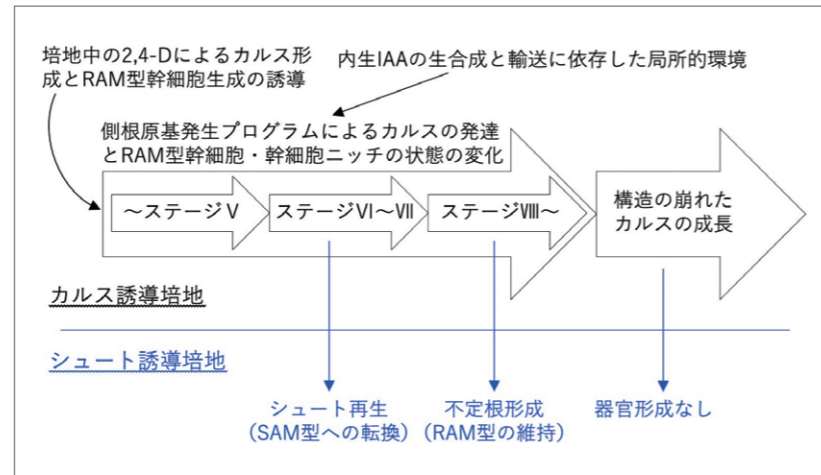 培地中の2,4-Dによるカルス形
成とRAM型幹細胞生成の誘導
内生IAAの生合成と輸送に依存した局所的環境
側根原基発生プログラムによるカルスの発達
とRAM型幹細胞・幹細胞ニッチの状態の変化
〜ステージⅤ
ステージⅥ〜Ⅶ
ステージⅧ〜
構造の崩れた
カルスの成長
カルス誘導培地
シュート誘導培地
シュート再生
(SAM型への転換)
不定根形成
(RAM型の維持)
器官形成なし